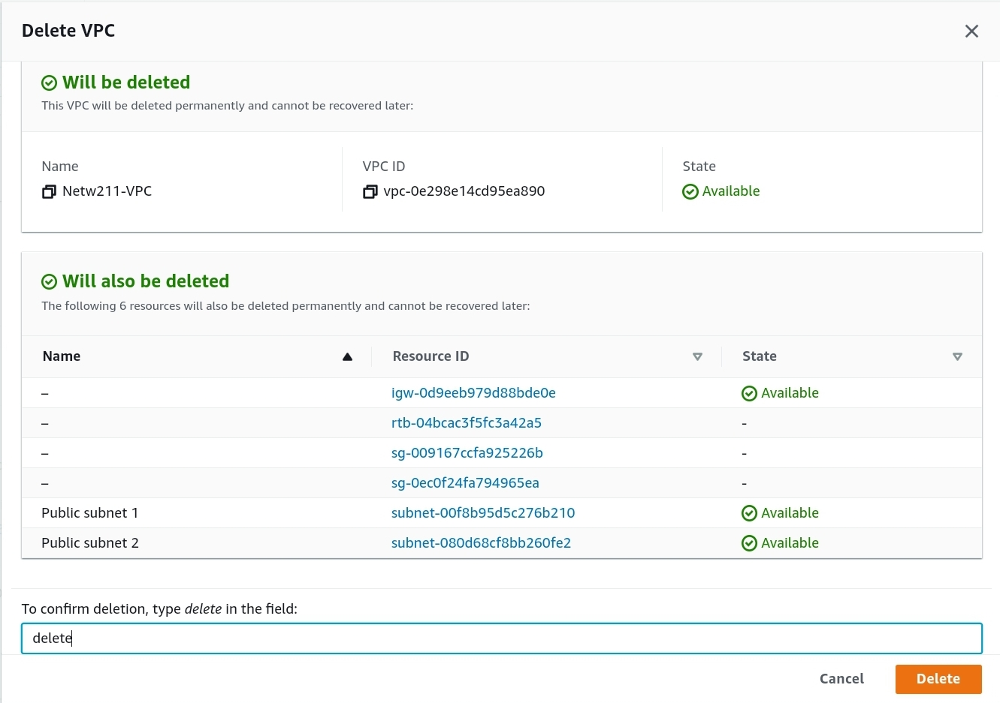 Delete VPC
Will be deleted
This VPC will be deleted permanently and cannot be recovered later:
Name VPC ID State
Netw211-VPC vpc-0e298e14cd95ea890 Available
Will also be deleted
The following 6 resources will also be deleted permanently and cannot be recovered later:
Name Resource ID State
– igw-0d9eeb979d88bde0e Available
– rtb-04bcac3f5fc3a42a5 -
– sg-009167ccfa925226b -
– sg-0ec0f24fa794965ea -
Public subnet 1 subnet-00f8b95d5c276b210 Available
Public subnet 2 subnet-080d68cf8bb260fe2 Available
To confirm deletion, type delete in the field:
delete
Cancel Delete